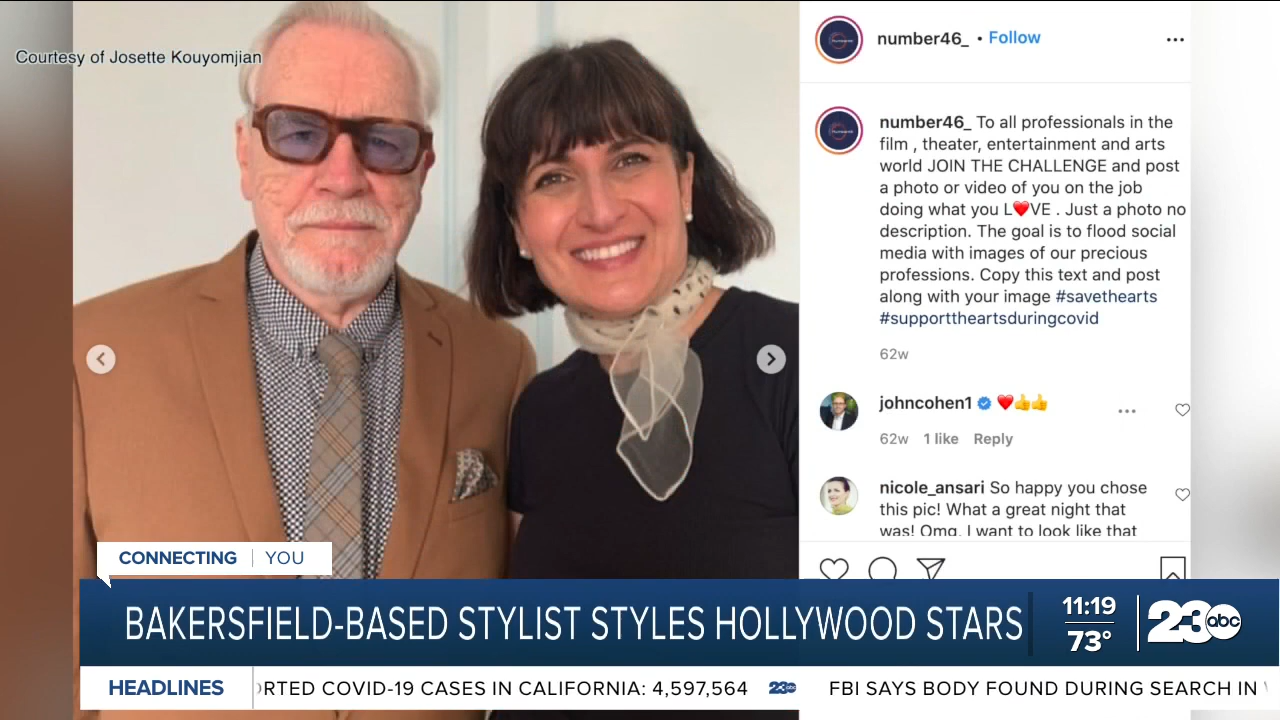 Courtesy of Josette Kouyomjian
number46_ • Follow
number46_ To all professionals in the
film , theater, entertainment and arts
world JOIN THE CHALLENGE and post
a photo or video of you on the job
doing what you L❤️VE . Just a photo no
description. The goal is to flood social
media with images of our precious
professions. Copy this text and post
along with your image #savethearts
#supporttheartsduringcovid
62w
johncohen1 ❤️👍👍
62w 1 like Reply
nicole_ansari So happy you chose
this pic! What a great night that
was! Omg, I want to look like that
CONNECTING | YOU
BAKERSFIELD-BASED STYLIST STYLES HOLLYWOOD STARS
11:19
73°
23 abc
HEADLINES
RTED COVID-19 CASES IN CALIFORNIA: 4,597,564 23 abc FBI SAYS BODY FOUND DURING SEARCH IN